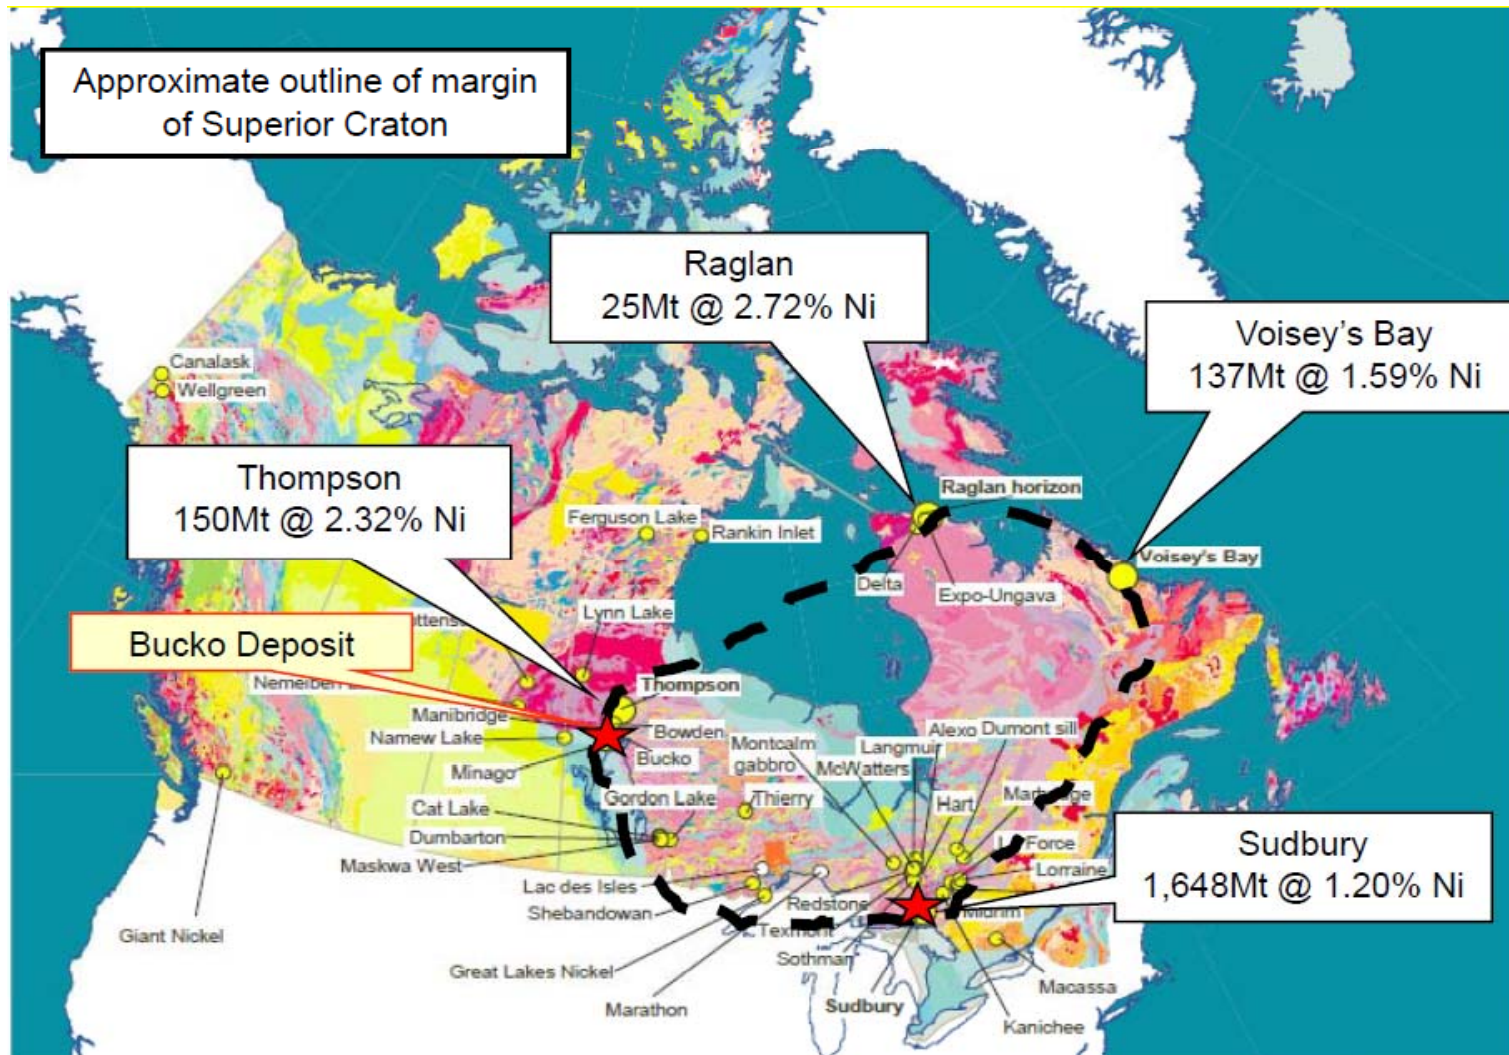 Approximate outline of margin
of Superior Craton
Raglan
25Mt @ 2.72% Ni
Voisey's Bay
137Mt @ 1.59% Ni
Canalask
Wellgreen
Thompson
150Mt @ 2.32% Ni
Raglan horizon
Ferguson Lake
Rankin Inlet
Voisey's Bay
Delta
Expo-Ungava
Lynn Lake
Bucko Deposit
Thompson
Manibridge
Namew Lake
Bowden
Bucko
Minago
Montcalm
gabbro
Langmuir
McWatters
Alexo
Dumont sill
Gordon Lake
Thierry
Hart
Cat Lake
Dumbarton
Maskwa West
Force
Lorraine
Sudbury
1,648Mt @ 1.20% Ni
Lac des Isles
Shebandowan
Redstone
Midrim
Texmont
Giant Nickel
Great Lakes Nickel
Sothman
Marathon
Sudbury
Macassa
Kanichee